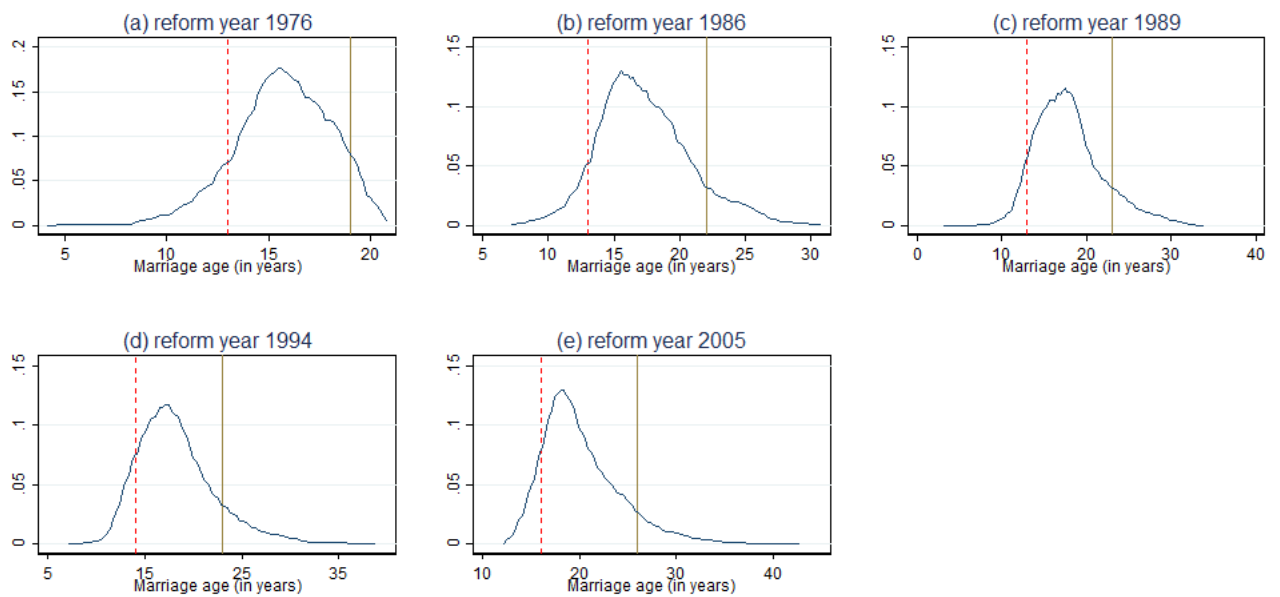 (a) reform year 1976
0 .05 .1 .15 .2
5 10 15 20
Marriage age (in years)
(b) reform year 1986
0 .05 .1 .15
5 10 15 20 25 30
Marriage age (in years)
(c) reform year 1989
0 .05 .1 .15
0 10 20 30 40
Marriage age (in years)
(d) reform year 1994
0 .05 .1 .15
5 15 25 35
Marriage age (in years)
(e) reform year 2005
0 .05 .1 .15
10 20 30 40
Marriage age (in years)